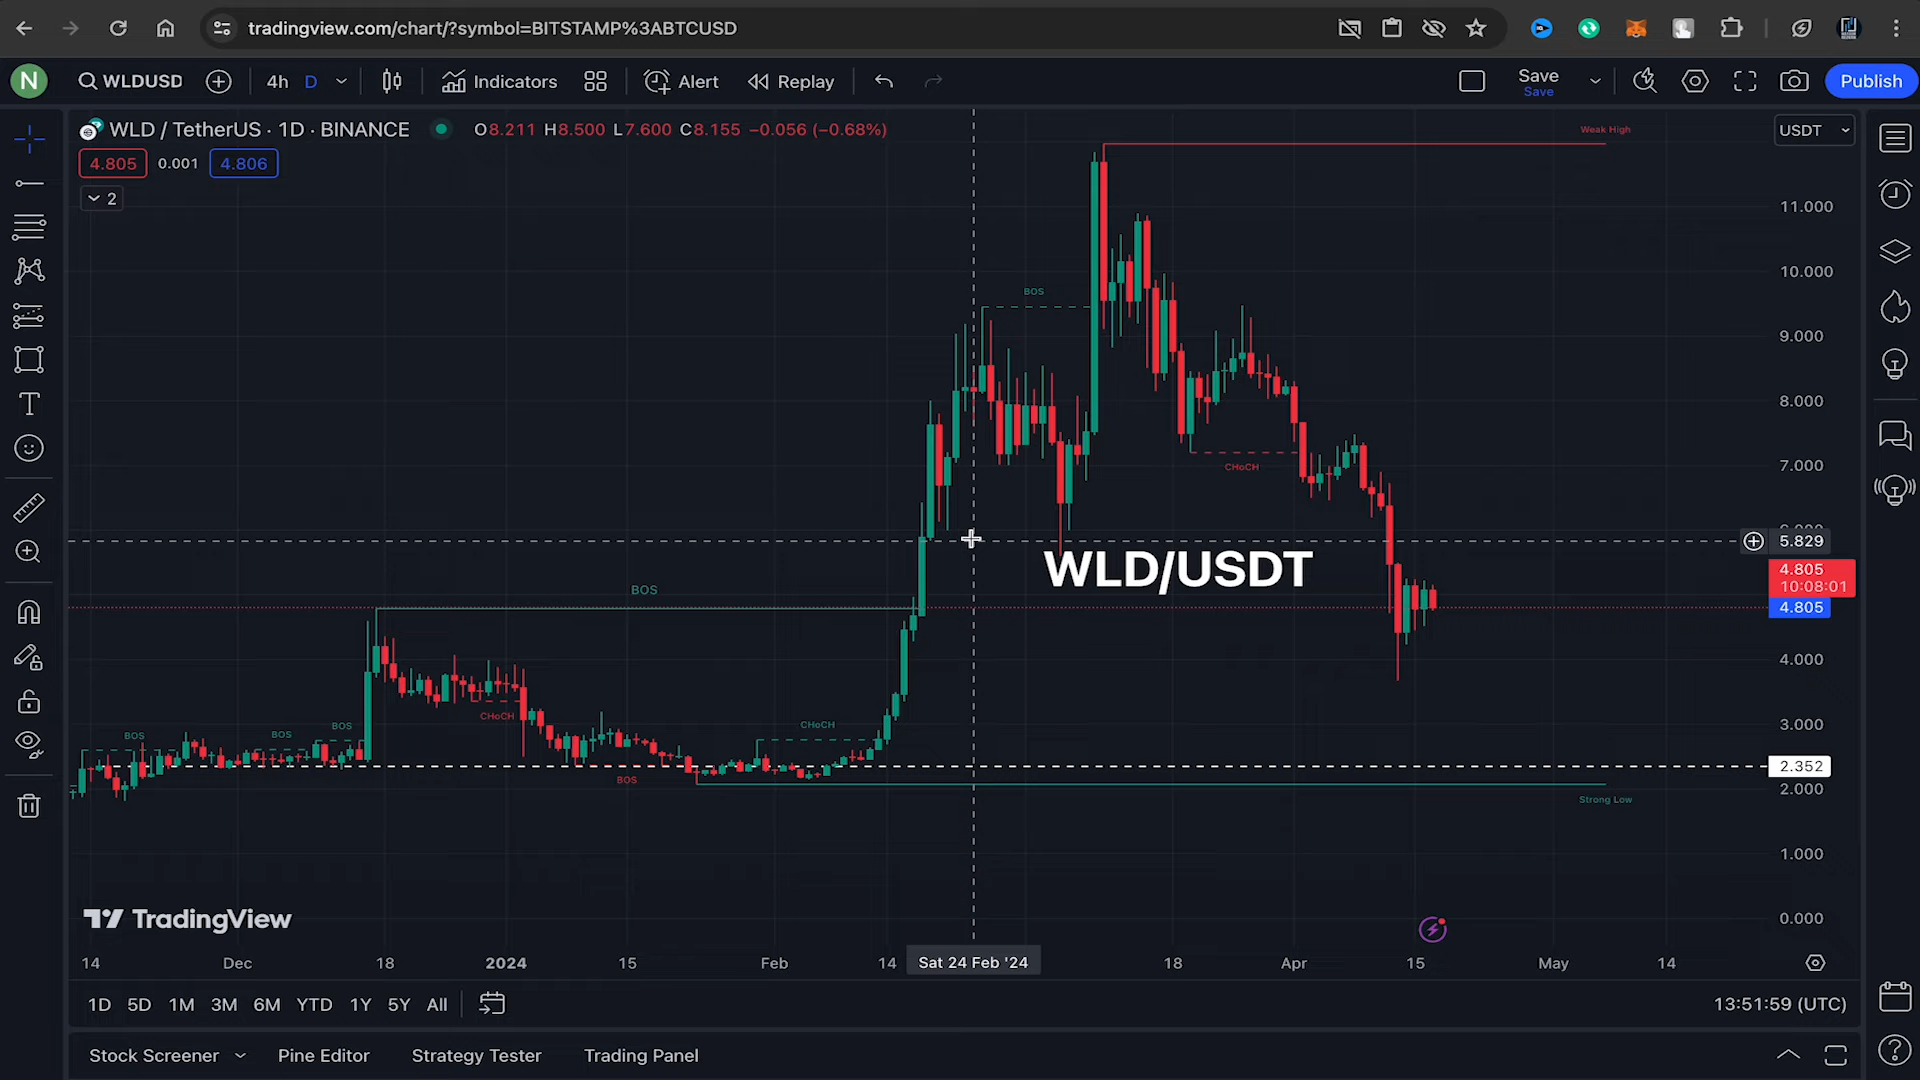 tradingview.com/chart/?symbol=BITSTAMP%3ABTCUSD
N WLDUSD 4h D Indicators Alert Replay Save Save Publish
WLD / TetherUS · 1D · BINANCE O8.211 H8.500 L7.600 C8.155 −0.056 (−0.68%) USDT
Weak High
4.805 0.001 4.806
2
11.000
10.000
BOS
9.000
8.000
7.000
CHoCH
5.829
WLD/USDT
4.805
10:08:01
BOS
4.805
4.000
CHoCH
CHoCH
3.000
BOS
BOS
BOS
2.352
BOS
2.000
Strong Low
1.000
TradingView
0.000
14 Dec 18 2024 15 Feb 14 Sat 24 Feb '24 18 Apr 15 May 14
1D 5D 1M 3M 6M YTD 1Y 5Y All 13:51:59 (UTC)
Stock Screener Pine Editor Strategy Tester Trading Panel